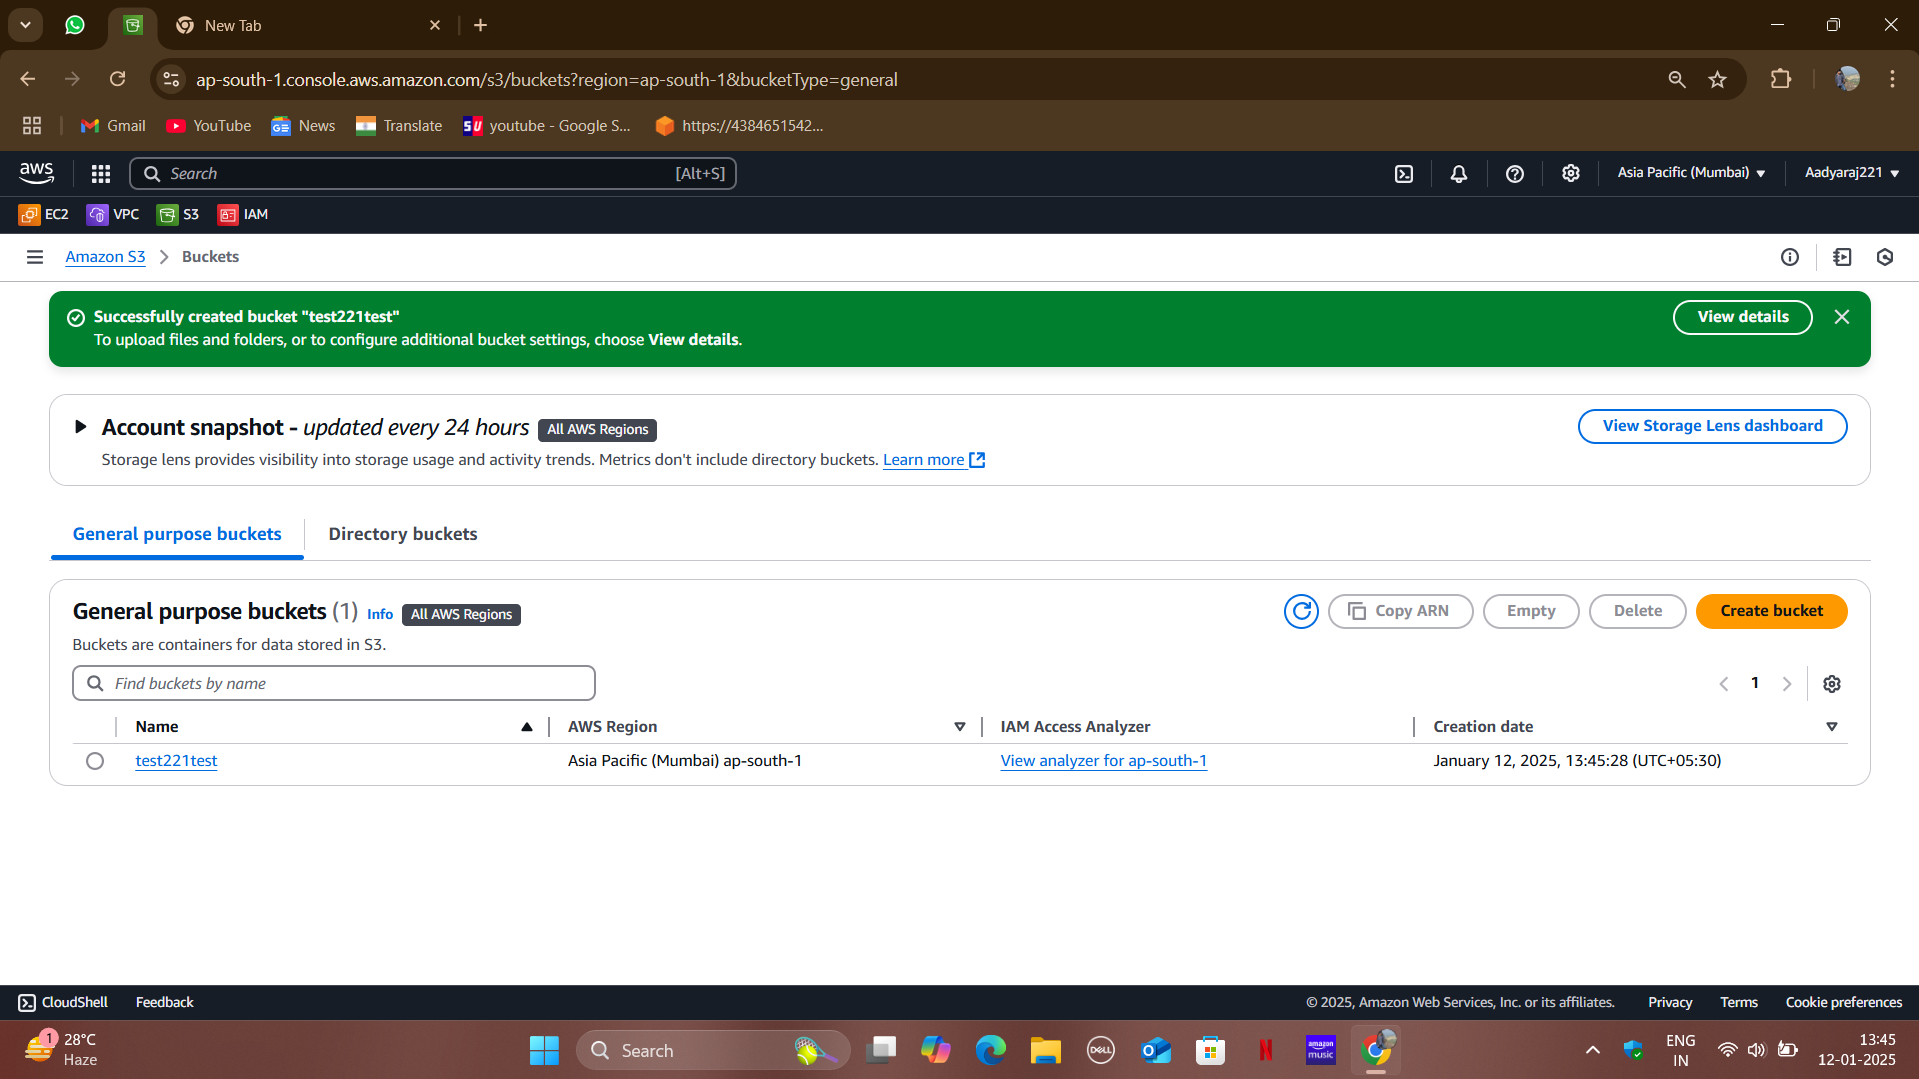 New Tab
ap-south-1.console.aws.amazon.com/s3/buckets?region=ap-south-1&bucketType=general
Gmail YouTube News Translate youtube - Google S... https://4384651542...
aws Search [Alt+S] Asia Pacific (Mumbai) Aadyaraj221
EC2 VPC S3 IAM
Amazon S3 Buckets
Successfully created bucket "test221test" View details
To upload files and folders, or to configure additional bucket settings, choose View details.
Account snapshot - updated every 24 hours All AWS Regions View Storage Lens dashboard
Storage lens provides visibility into storage usage and activity trends. Metrics don't include directory buckets. Learn more
General purpose buckets Directory buckets
General purpose buckets (1) Info All AWS Regions Copy ARN Empty Delete Create bucket
Buckets are containers for data stored in S3.
Find buckets by name 1
Name AWS Region IAM Access Analyzer Creation date
test221test Asia Pacific (Mumbai) ap-south-1 View analyzer for ap-south-1 January 12, 2025, 13:45:28 (UTC+05:30)
CloudShell Feedback © 2025, Amazon Web Services, Inc. or its affiliates. Privacy Terms Cookie preferences
1 28°C Search DELL N amazon music ENG 13:45
Haze IN 12-01-2025